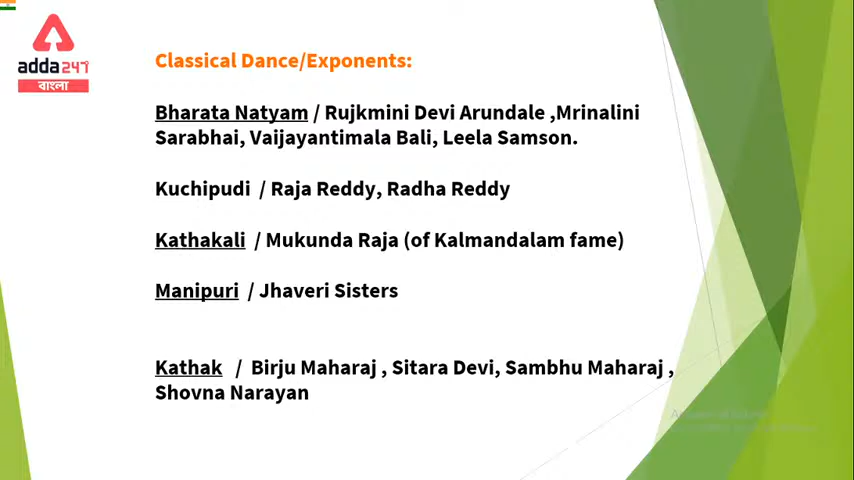 adda247
বাংলা
Classical Dance/Exponents:
Bharata Natyam / Rujkmini Devi Arundale ,Mrinalini
Sarabhai, Vaijayantimala Bali, Leela Samson.
Kuchipudi / Raja Reddy, Radha Reddy
Kathakali / Mukunda Raja (of Kalmandalam fame)
Manipuri / Jhaveri Sisters
Kathak / Birju Maharaj , Sitara Devi, Sambhu Maharaj ,
Shovna Narayan